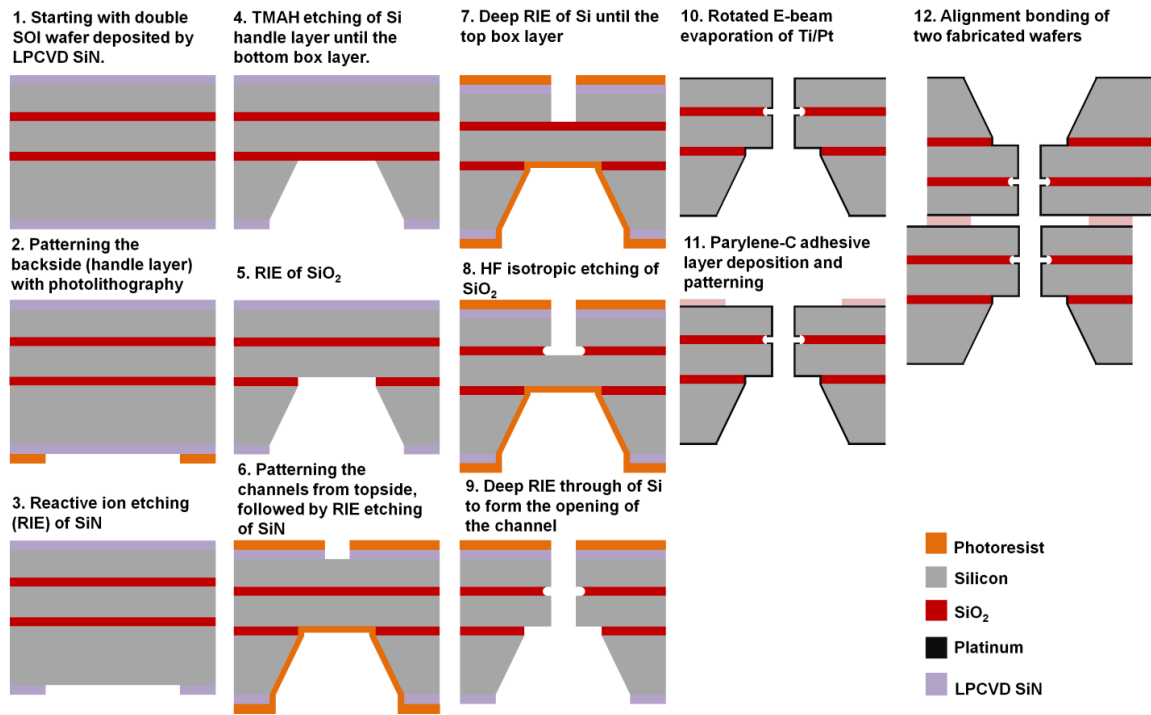 1. Starting with double
SOI wafer deposited by
LPCVD SiN.
2. Patterning the
backside (handle layer)
with photolithography
3. Reactive ion etching
(RIE) of SiN
4. TMAH etching of Si
handle layer until the
bottom box layer.
5. RIE of SiO₂
6. Patterning the
channels from topside,
followed by RIE etching
of SiN
7. Deep RIE of Si until the
top box layer
8. HF isotropic etching of
SiO₂
9. Deep RIE through of Si
to form the opening of
the channel
10. Rotated E-beam
evaporation of Ti/Pt
11. Parylene-C adhesive
layer deposition and
patterning
12. Alignment bonding of
two fabricated wafers
Photoresist
Silicon
SiO₂
Platinum
LPCVD SiN